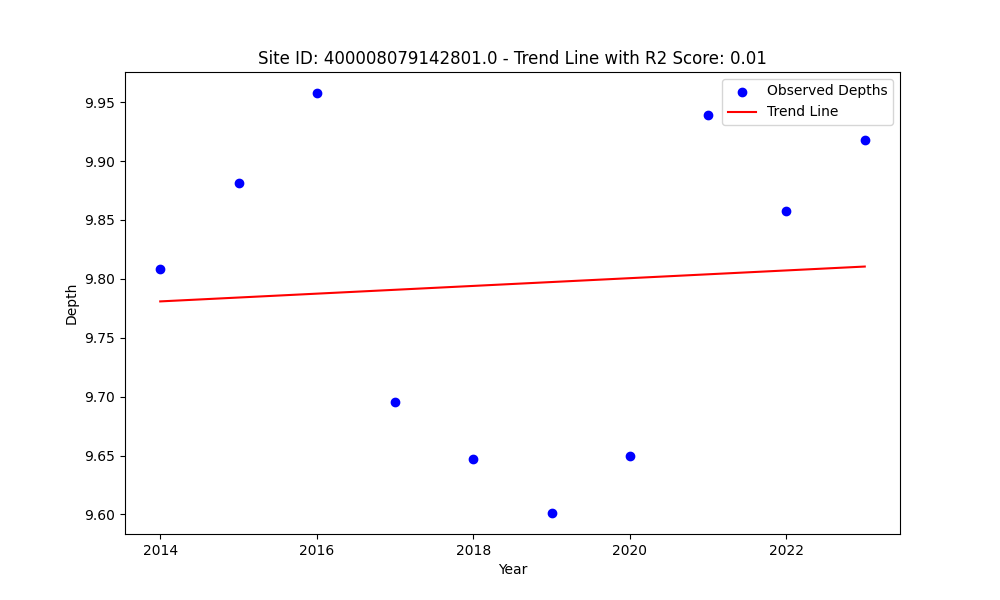 Site ID: 400008079142801.0 - Trend Line with R2 Score: 0.01
Observed Depths
Trend Line
9.95
9.90
9.85
9.80
9.75
9.70
9.65
9.60
Depth
2014
2016
2018
2020
2022
Year